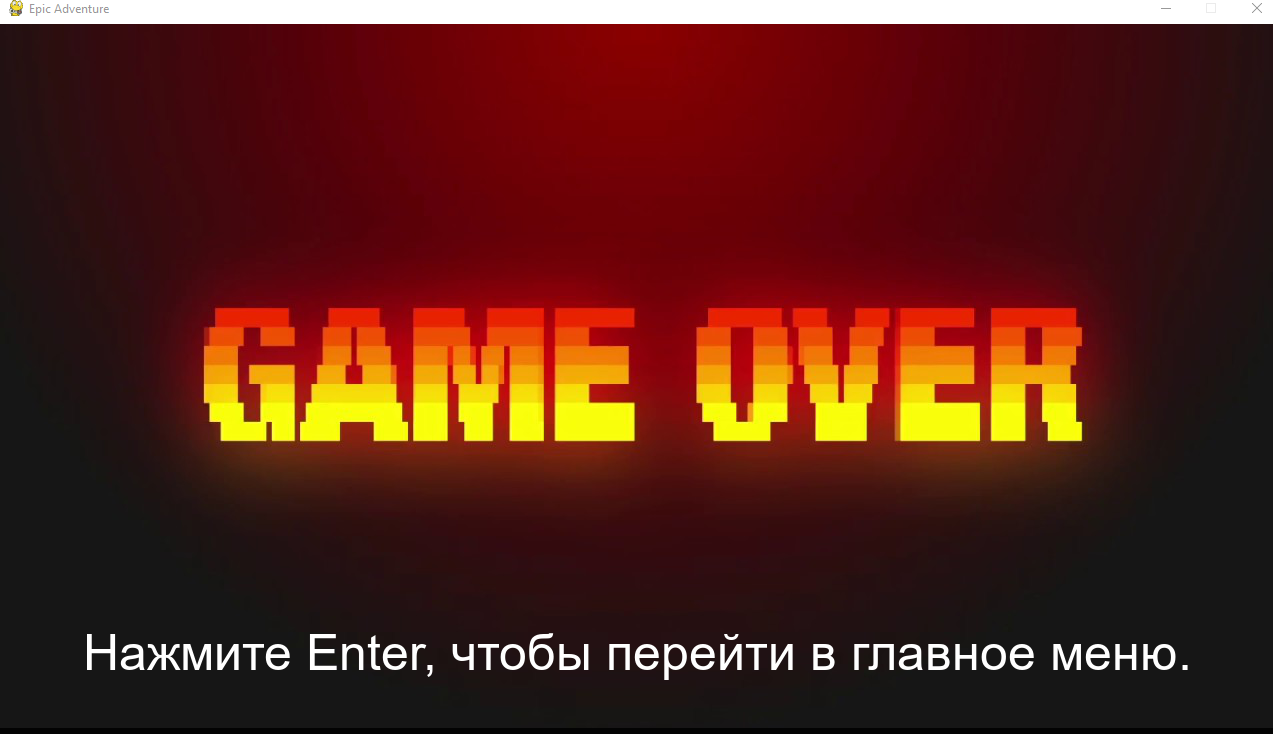 Epic Adventure
GAME OVER
Нажмите Enter, чтобы перейти в главное меню.